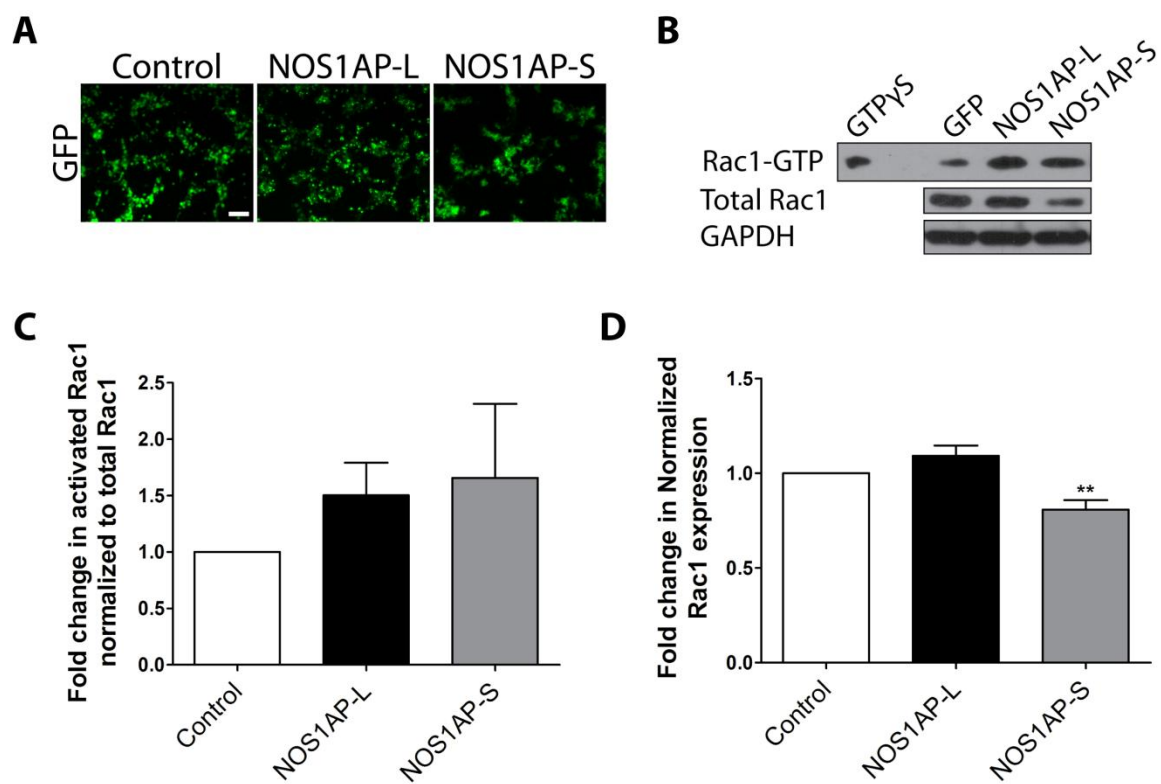 A
Control NOS1AP-L NOS1AP-S
GFP
B
GTPγS GFP NOS1AP-L NOS1AP-S
Rac1-GTP
Total Rac1
GAPDH
C
Fold change in activated Rac1
normalized to total Rac1
2.5
2.0
1.5
1.0
0.5
0.0
Control NOS1AP-L NOS1AP-S
D
Fold change in Normalized
Rac1 expression
1.5
1.0
0.5
0.0
**
Control NOS1AP-L NOS1AP-S